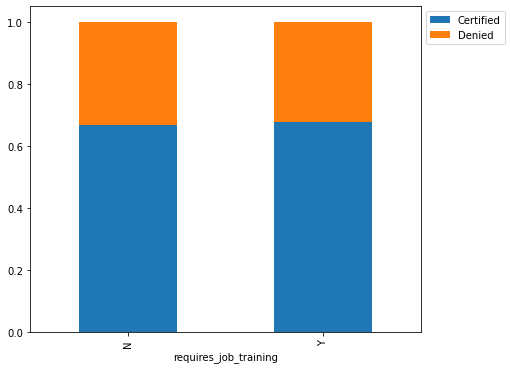 Certified
Denied
1.0
0.8
0.6
0.4
0.2
0.0
N
Y
requires_job_training